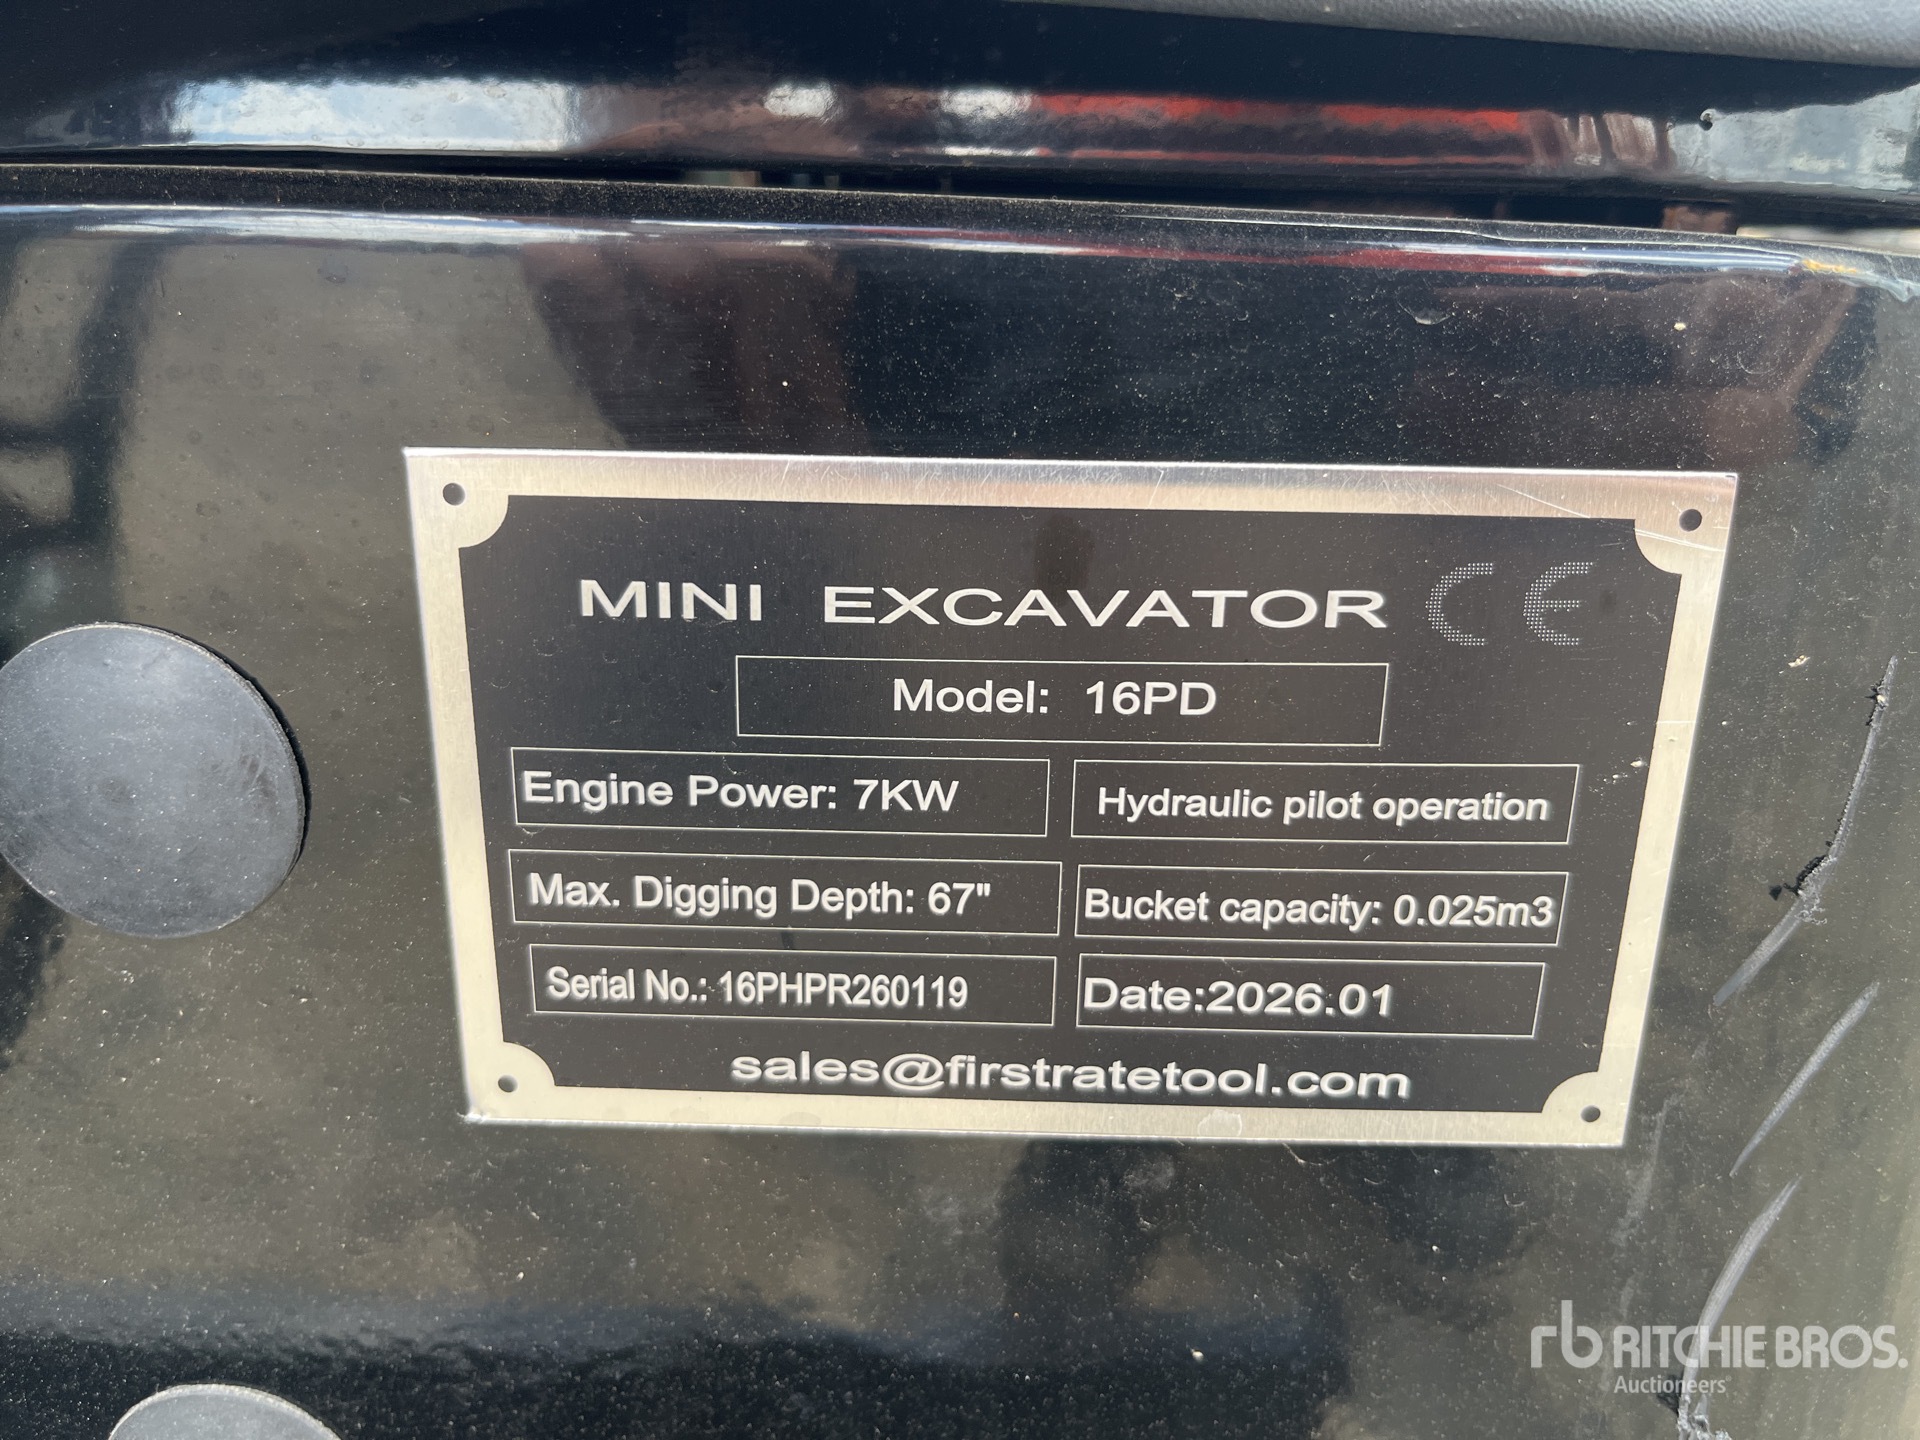 MINI EXCAVATOR CE
Model: 16PD
Engine Power: 7KW
Hydraulic pilot operation
Max. Digging Depth: 67"
Bucket capacity: 0.025m3
Serial No.: 16PHPR260119
Date:2026.01
sales@firstratetool.com
rb RITCHIE BROS.
Auctioneers